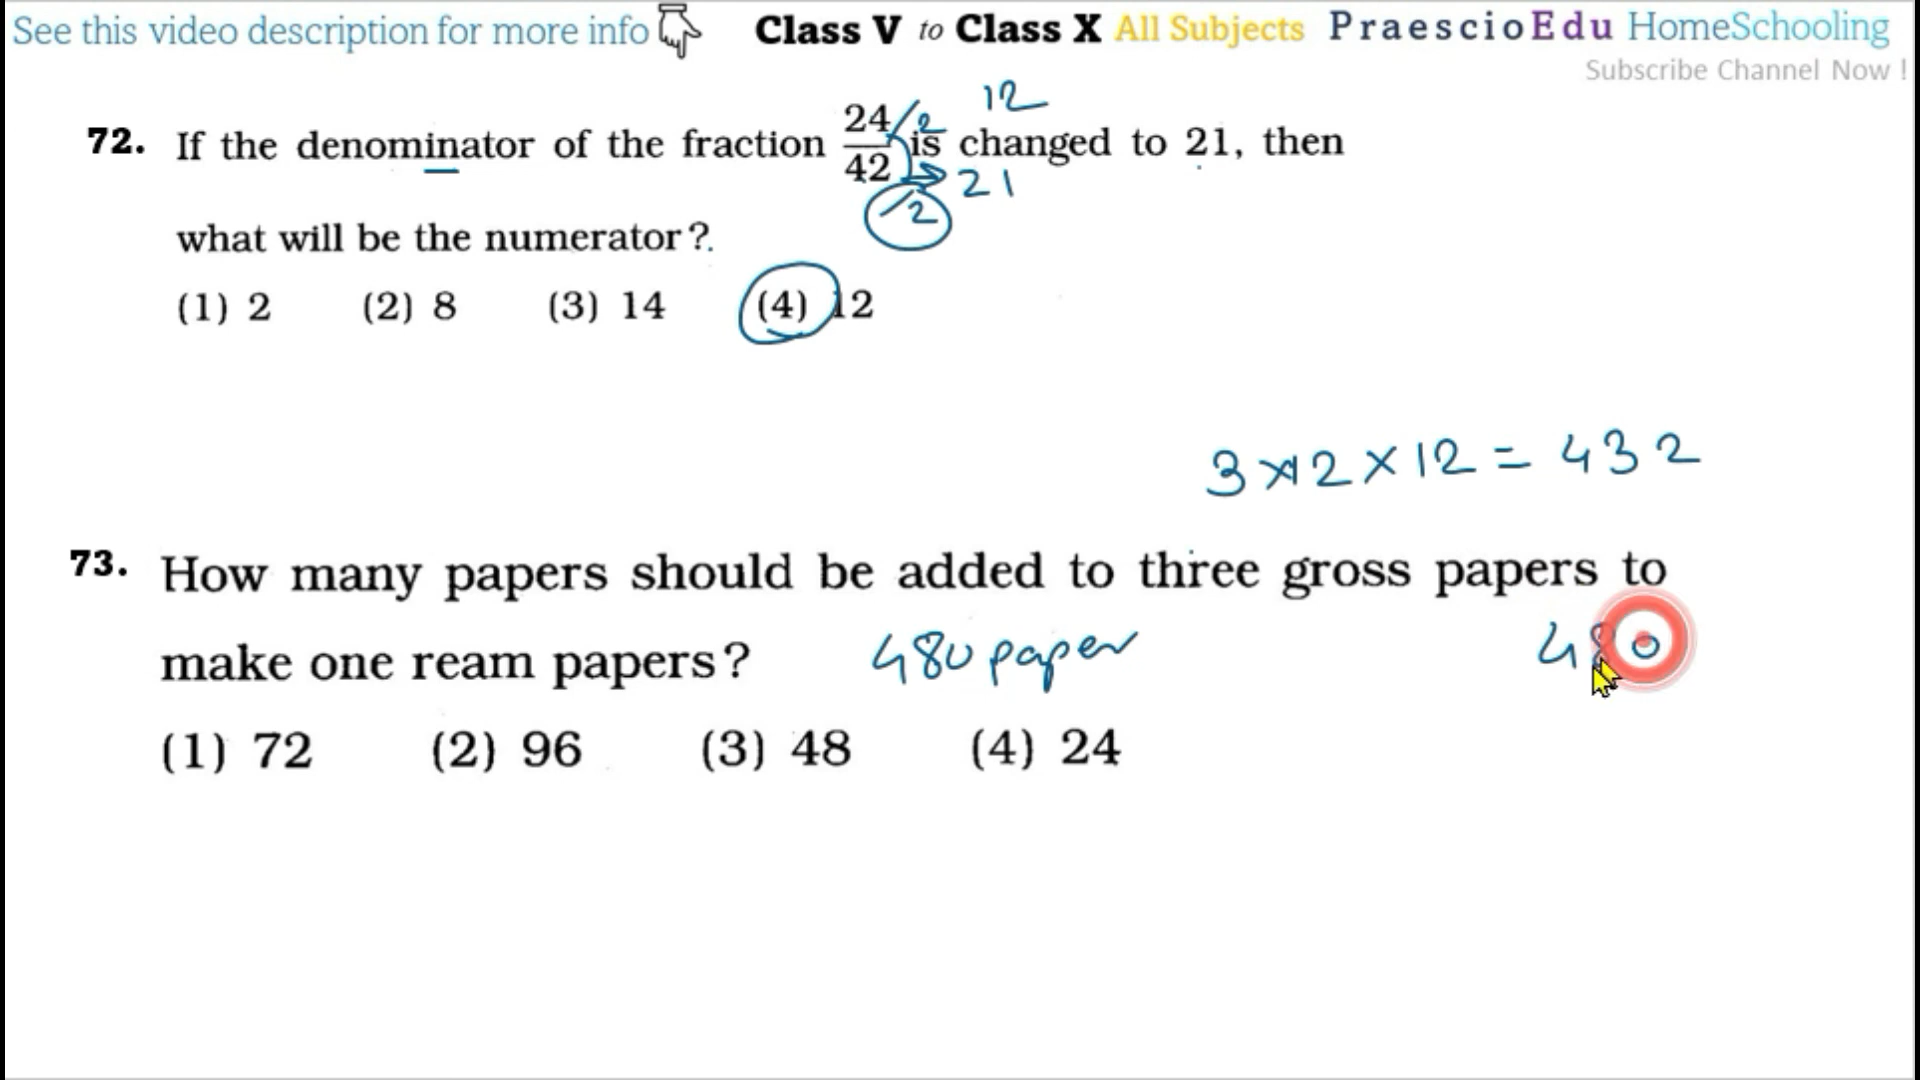 See this video description for more info Class V to Class X All Subjects PraescioEdu HomeSchooling
Subscribe Channel Now !
12
72. If the denominator of the fraction 24/42 is changed to 21, then
/2
21
/2
what will be the numerator?
(1) 2 (2) 8 (3) 14 (4) 12
3×12×12=432
73. How many papers should be added to three gross papers to
make one ream papers? 480 paper 480
(1) 72 (2) 96 (3) 48 (4) 24